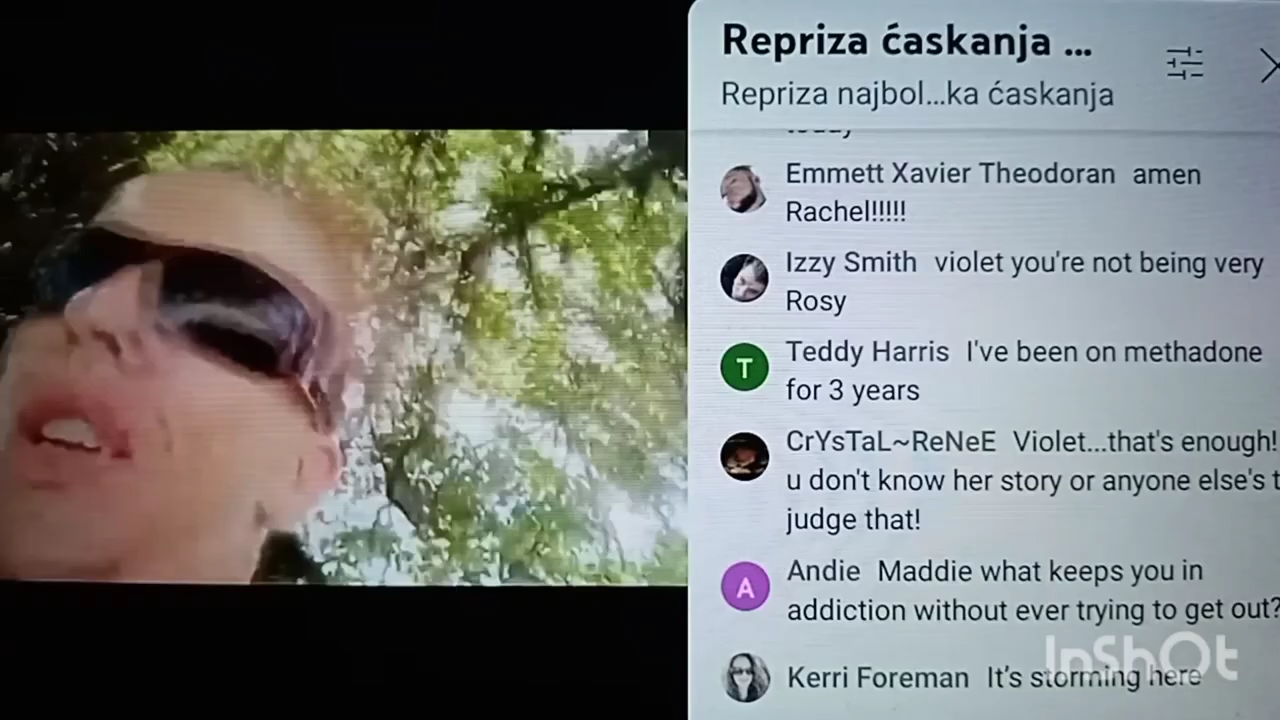 Repriza ćaskanja ...
Repriza najbol...ka ćaskanja
Emmett Xavier Theodoran amen
Rachel!!!!!
Izzy Smith violet you're not being very
Rosy
T
Teddy Harris I've been on methadone
for 3 years
CrYsTaL~ReNeE Violet...that's enough!
u don't know her story or anyone else's t
judge that!
A
Andie Maddie what keeps you in
addiction without ever trying to get out?
Kerri Foreman It's storming here
InShOt